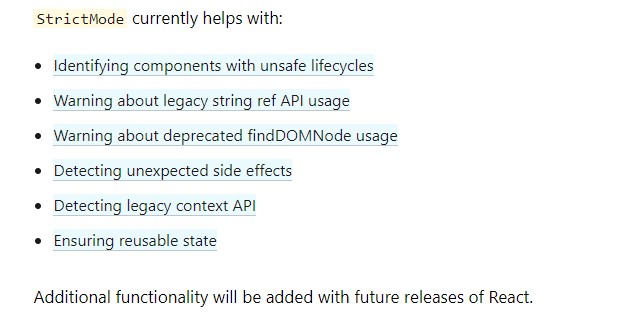 StrictMode currently helps with:
Identifying components with unsafe lifecycles
Warning about legacy string ref API usage
Warning about deprecated findDOMNode usage
Detecting unexpected side effects
Detecting legacy context API
Ensuring reusable state
Additional functionality will be added with future releases of React.